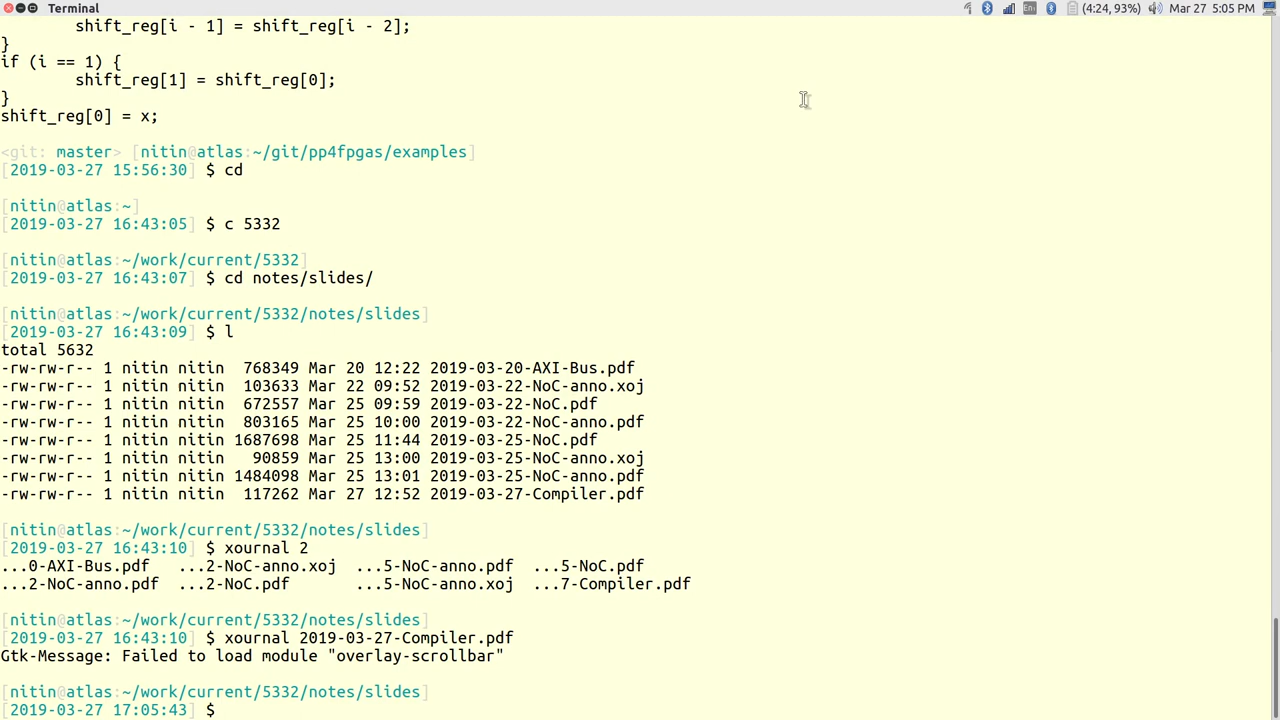 Terminal
En
(4:24, 93%)
Mar 27 5:05 PM
shift_reg[i - 1] = shift_reg[i - 2];
}
if (i == 1) {
shift_reg[1] = shift_reg[0];
}
shift_reg[0] = x;
<git: master> [nitin@atlas:~/git/pp4fpgas/examples]
[2019-03-27 15:56:30] $ cd
[nitin@atlas:~]
[2019-03-27 16:43:05] $ c 5332
[nitin@atlas:~/work/current/5332]
[2019-03-27 16:43:07] $ cd notes/slides/
[nitin@atlas:~/work/current/5332/notes/slides]
[2019-03-27 16:43:09] $ l
total 5632
-rw-rw-r-- 1 nitin nitin  768349 Mar 20 12:22 2019-03-20-AXI-Bus.pdf
-rw-rw-r-- 1 nitin nitin  103633 Mar 22 09:52 2019-03-22-NoC-anno.xoj
-rw-rw-r-- 1 nitin nitin  672557 Mar 25 09:59 2019-03-22-NoC.pdf
-rw-rw-r-- 1 nitin nitin  803165 Mar 25 10:00 2019-03-22-NoC-anno.pdf
-rw-rw-r-- 1 nitin nitin 1687698 Mar 25 11:44 2019-03-25-NoC.pdf
-rw-rw-r-- 1 nitin nitin   90859 Mar 25 13:00 2019-03-25-NoC-anno.xoj
-rw-rw-r-- 1 nitin nitin 1484098 Mar 25 13:01 2019-03-25-NoC-anno.pdf
-rw-rw-r-- 1 nitin nitin  117262 Mar 27 12:52 2019-03-27-Compiler.pdf
[nitin@atlas:~/work/current/5332/notes/slides]
[2019-03-27 16:43:10] $ xournal 2
...0-AXI-Bus.pdf   ...2-NoC-anno.xoj  ...5-NoC-anno.pdf  ...5-NoC.pdf
...2-NoC-anno.pdf  ...2-NoC.pdf       ...5-NoC-anno.xoj  ...7-Compiler.pdf
[nitin@atlas:~/work/current/5332/notes/slides]
[2019-03-27 16:43:10] $ xournal 2019-03-27-Compiler.pdf
Gtk-Message: Failed to load module "overlay-scrollbar"
[nitin@atlas:~/work/current/5332/notes/slides]
[2019-03-27 17:05:43] $